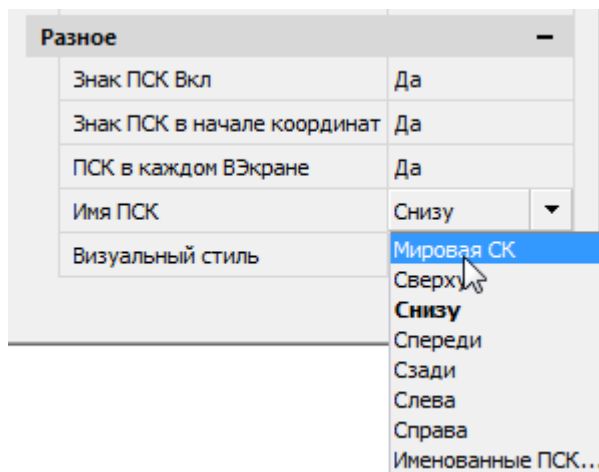 Разное
Знак ПСК Вкл Да
Знак ПСК в начале координат Да
ПСК в каждом ВЭкране Да
Имя ПСК Снизу
Визуальный стиль Мировая СК
Сверху
Снизу
Спереди
Сзади
Слева
Справа
Именованные ПСК...